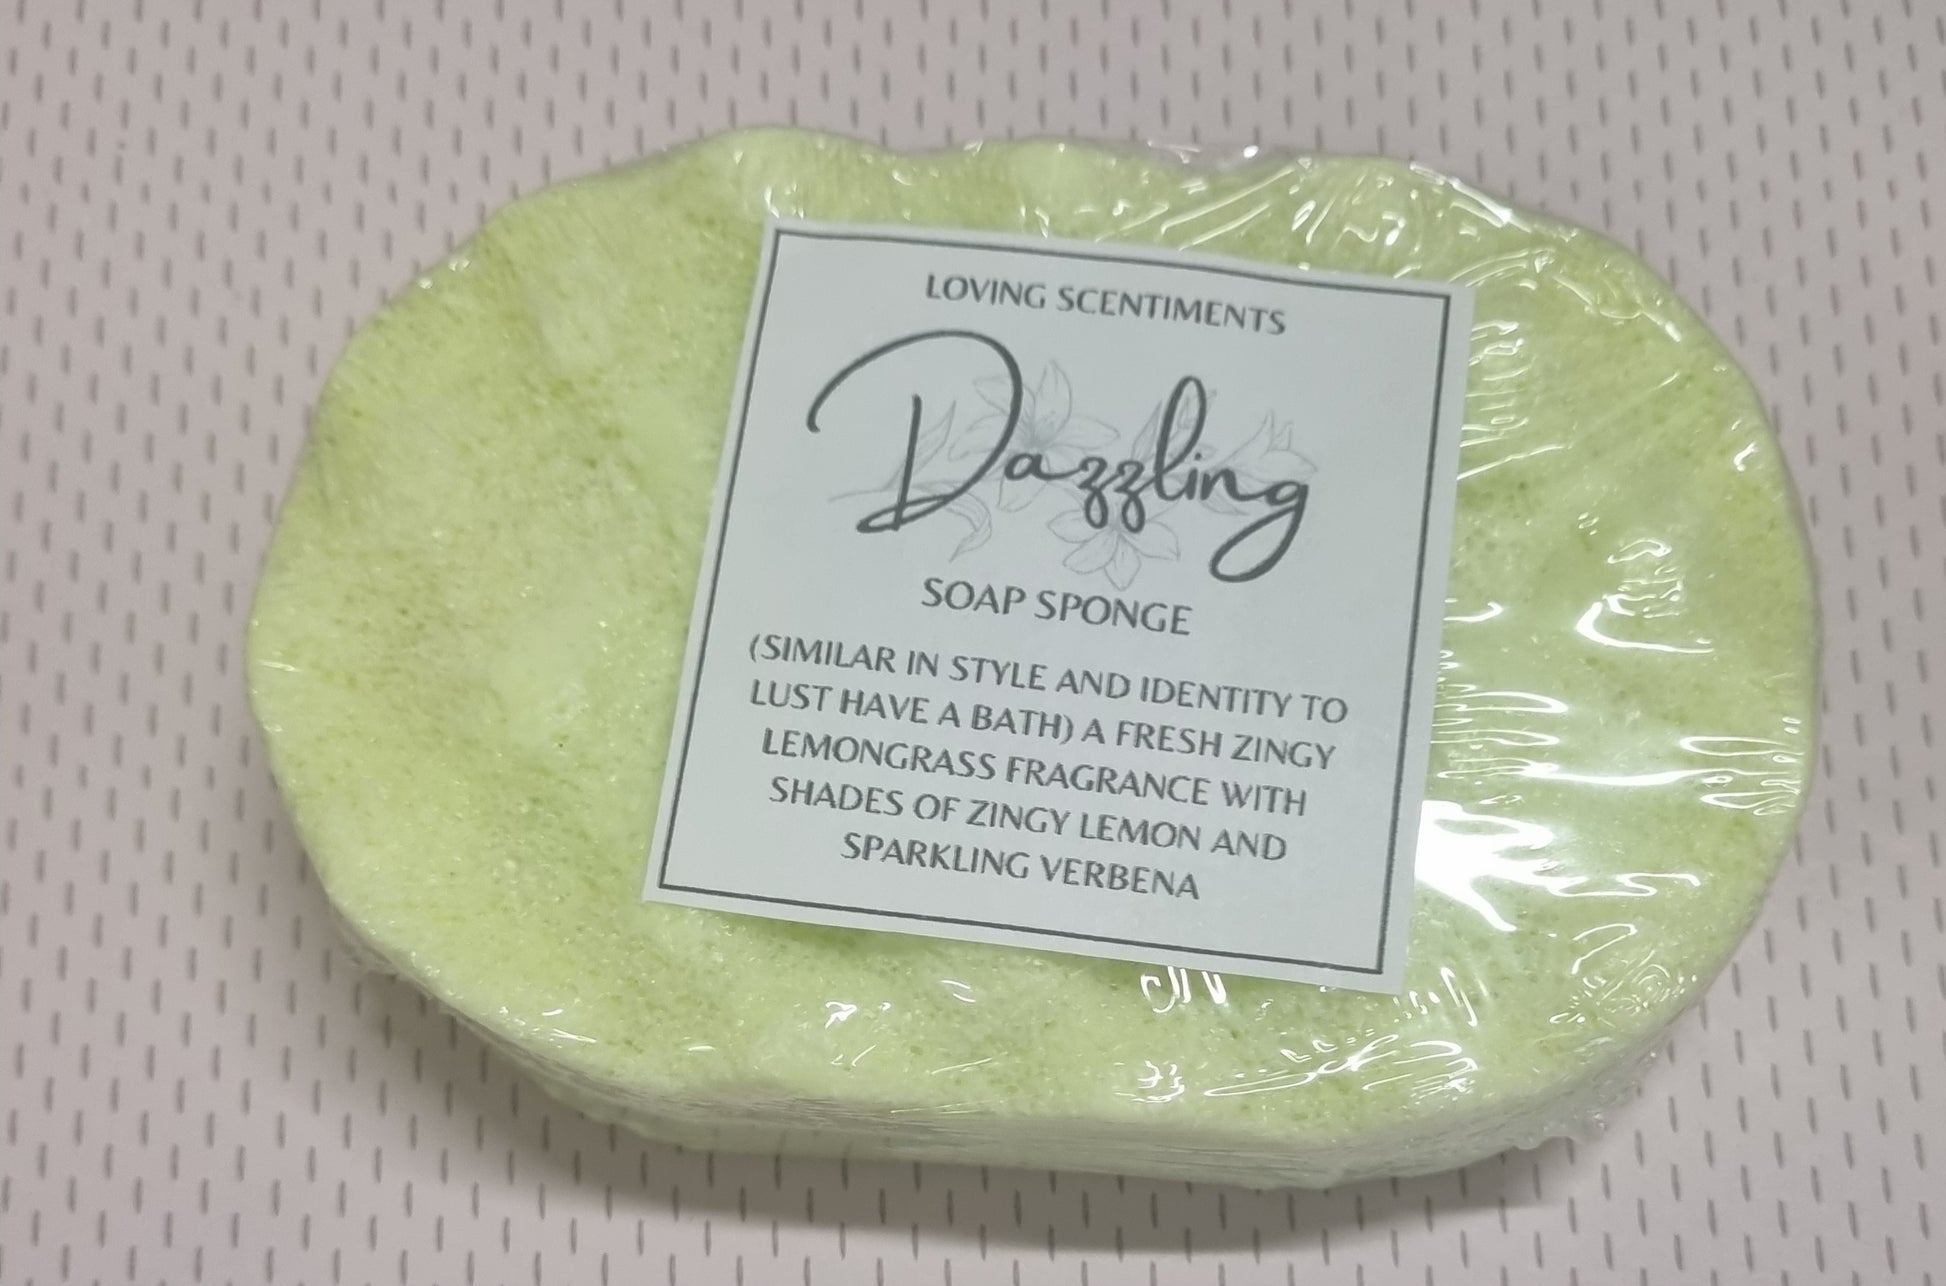 LOVING SCENTIMENTS
Dazzling
SOAP SPONGE
(SIMILAR IN STYLE AND IDENTITY TO
LUST HAVE A BATH) A FRESH ZINGY
LEMONGRASS FRAGRANCE WITH
SHADES OF ZINGY LEMON AND
SPARKLING VERBENA